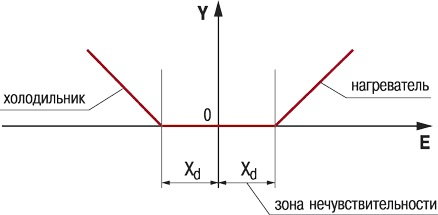 Y
холодильник
нагреватель
0
E
Xd
Xd
зона нечувствительности